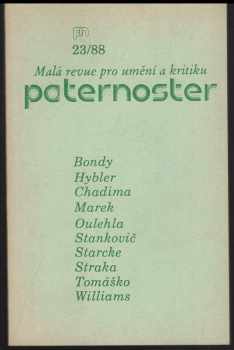 pn
23/88
Malá revue pro umění a kritiku
paternoster
Bondy
Hybler
Chadima
Marek
Oulehla
Stankovič
Starcke
Straka
Tomáško
Williams